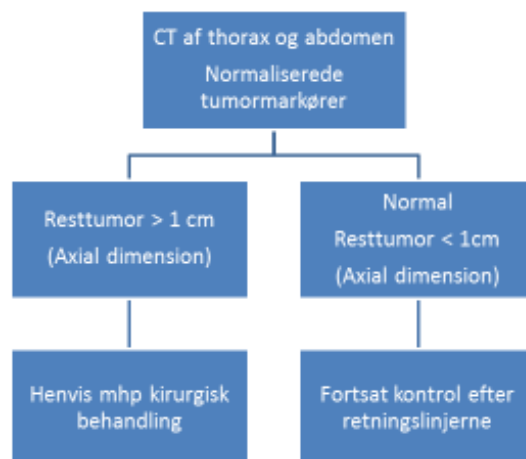 CT af thorax og abdomen
Normaliserede
tumormarkører
Resttumor > 1 cm
(Axial dimension)
Normal
Resttumor < 1cm
(Axial dimension)
Henvis mhp kirurgisk
behandling
Fortsat kontrol efter
retningslinjerne